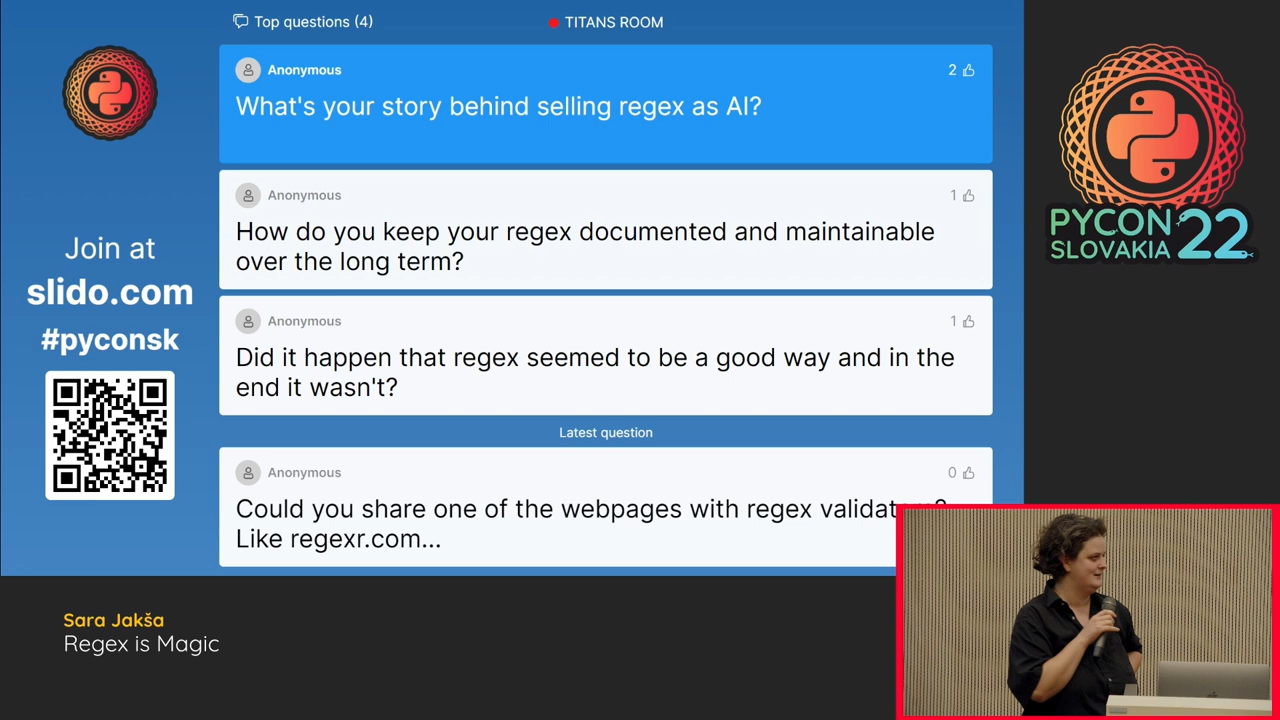 Top questions (4)
TITANS ROOM
Anonymous
2
What's your story behind selling regex as AI?
Anonymous
1
How do you keep your regex documented and maintainable
over the long term?
Anonymous
1
Did it happen that regex seemed to be a good way and in the
end it wasn't?
Latest question
Anonymous
0
Could you share one of the webpages with regex
Like regexr.com...
Join at
slido.com
#pyconsk
PYCON
SLOVAKIA
22
Sara Jakša
Regex is Magic